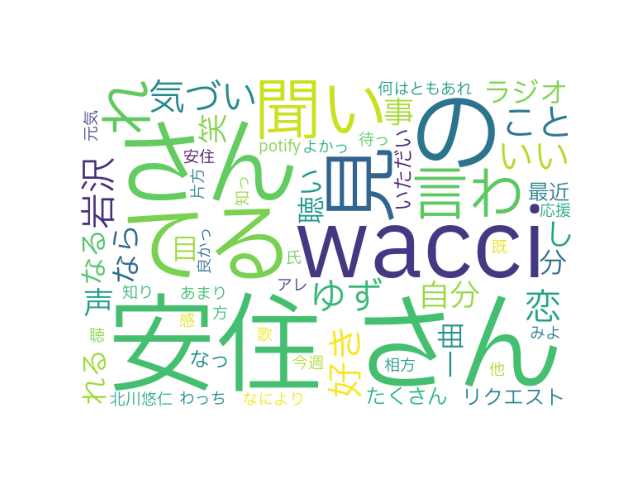 何はともあれ
ラジオ
元気
れ
気づい
聞い
事
の
こと
笑
potify
よかっ
待っ
いただい
さん
安住
見
言わ
いい
岩沢
片方
知っ
聴い
最近
応援
てる
皿
良かっ
氏
wacci
既
し
分
なる
なら
声
知り
あまり
アレ
ゆず
自分
恋
みよ
聴
感
方
歌
今週
好き
曲
一
相方
他
安住
さん
れる
なっ
北川悠仁
わっち
なにより
たくさん
リクエスト